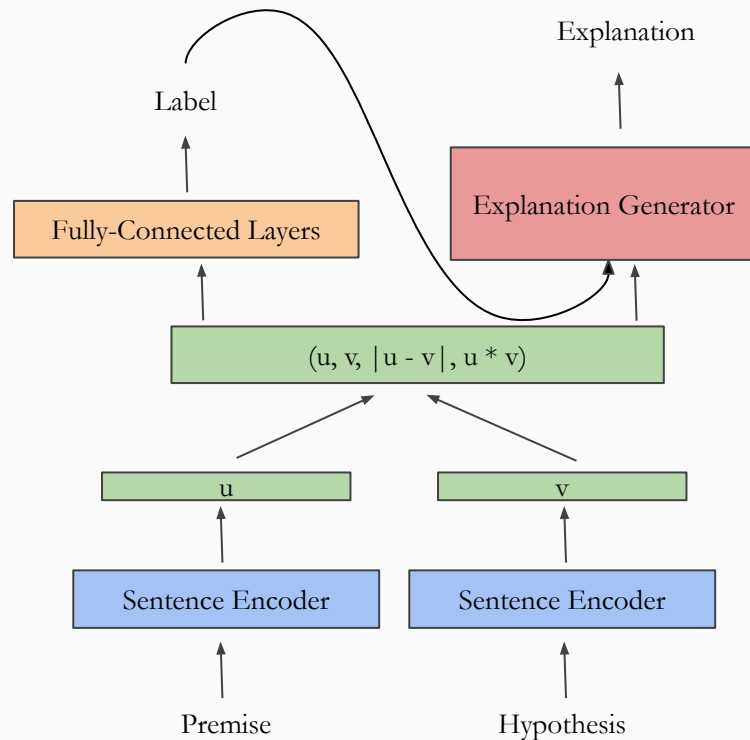 Explanation
Label
Explanation Generator
Fully-Connected Layers
(u, v, |u - v|, u * v)
u
v
Sentence Encoder
Sentence Encoder
Premise
Hypothesis